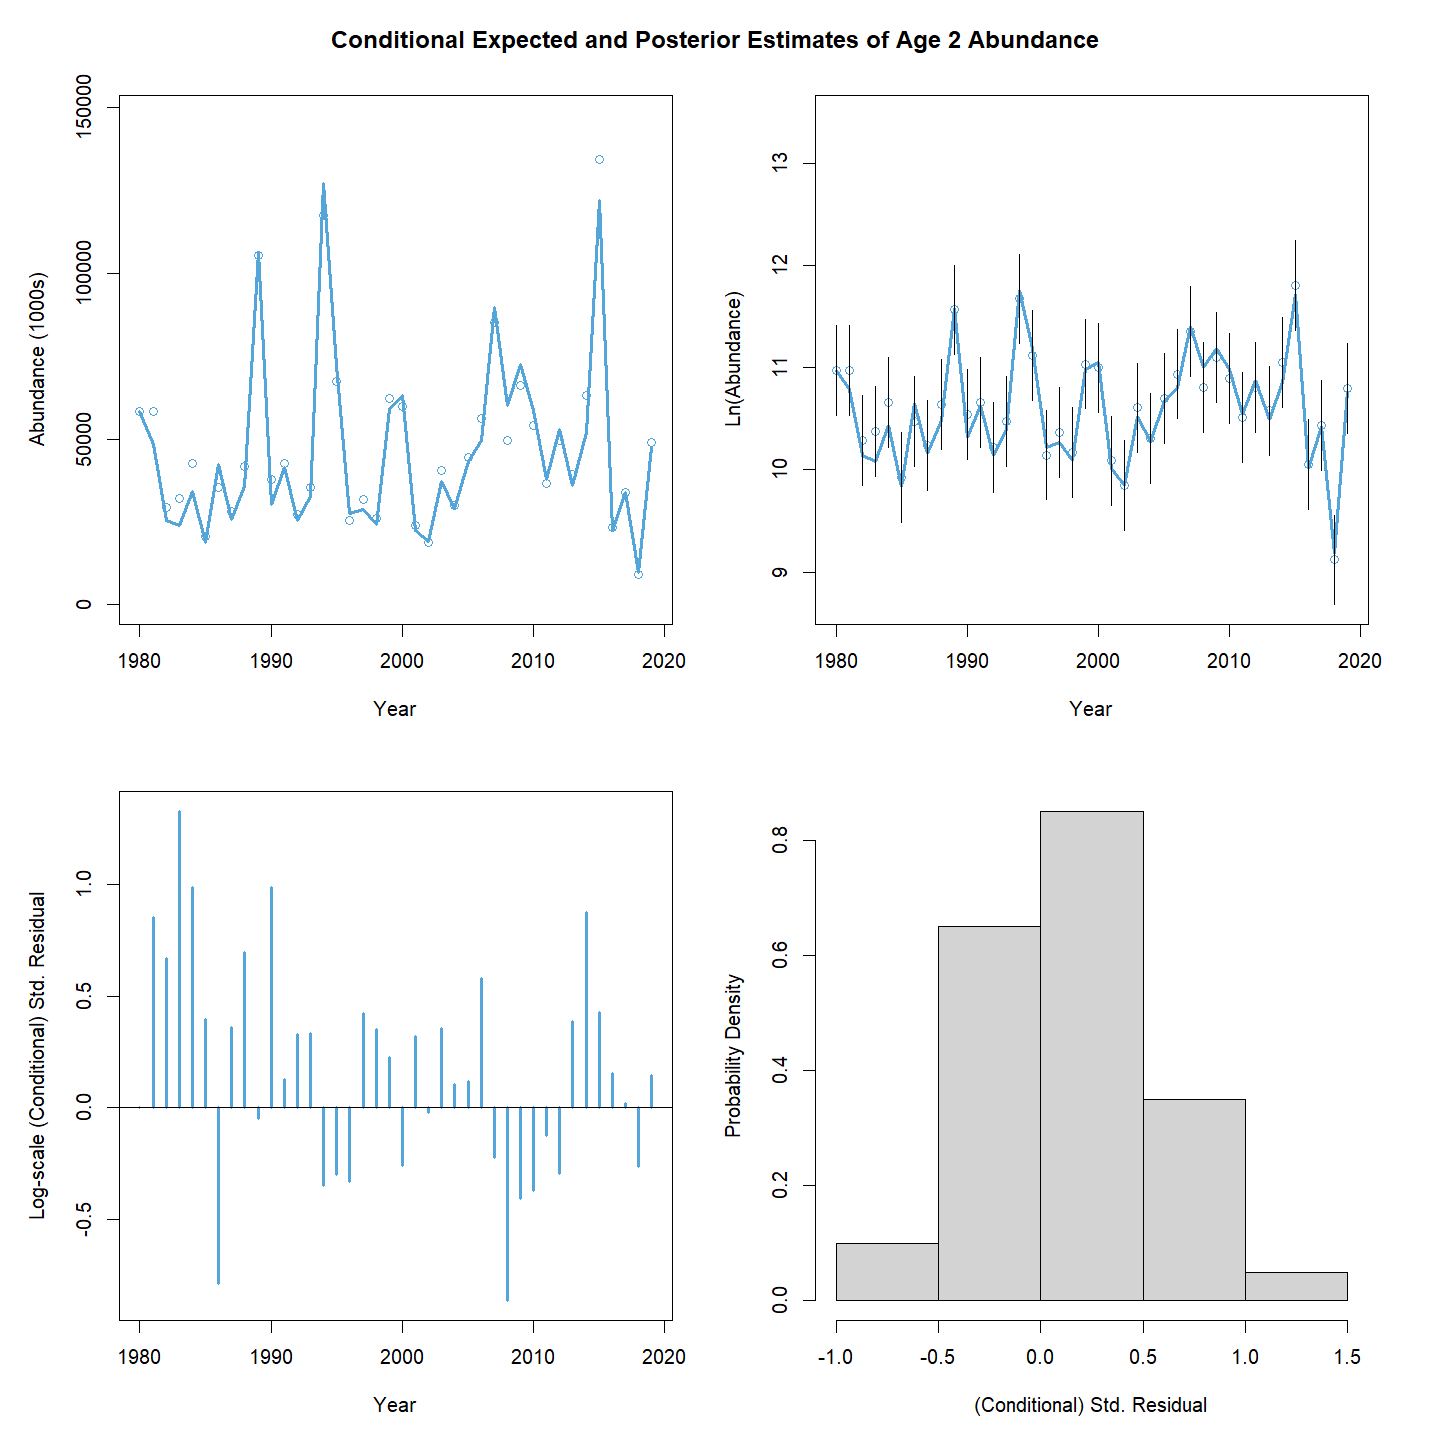 Conditional Expected and Posterior Estimates of Age 2 Abundance
Abundance (1000s)
150000
100000
50000
0
1980 1990 2000 2010 2020
Year
Ln(Abundance)
13
12
11
10
9
1980 1990 2000 2010 2020
Year
Log-scale (Conditional) Std. Residual
1.0
0.5
0.0
-0.5
1980 1990 2000 2010 2020
Year
Probability Density
0.8
0.6
0.4
0.2
0.0
-1.0 -0.5 0.0 0.5 1.0 1.5
(Conditional) Std. Residual